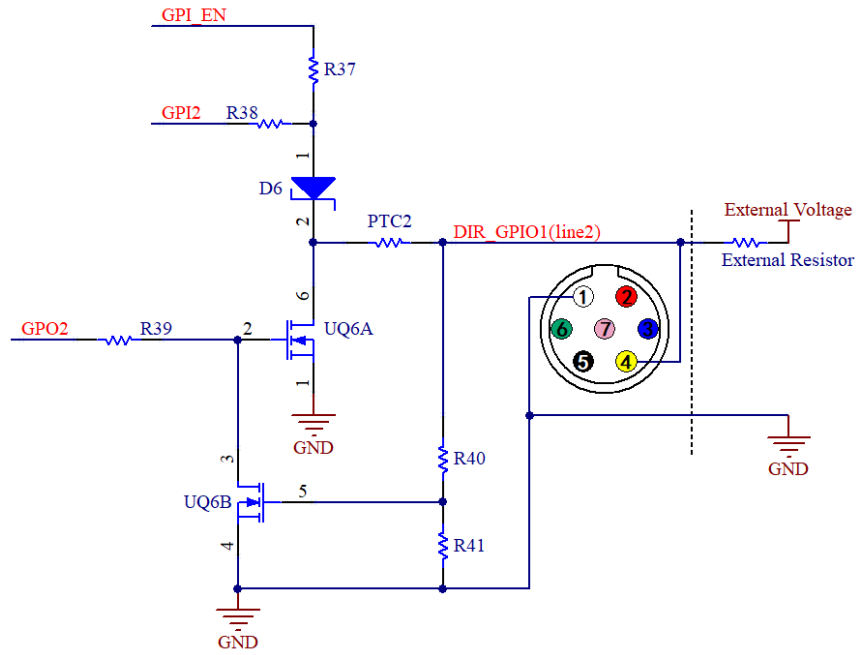 GPI_EN
R37
GPI2 R38
1
D6
2
PTC2
DIR_GPIO1(line2)
External Voltage
External Resistor
1 2
6 7 3
5 4
6
GPO2 R39 2 UQ6A
1
GND
GND
3
R40
UQ6B 5
4
R41
GND